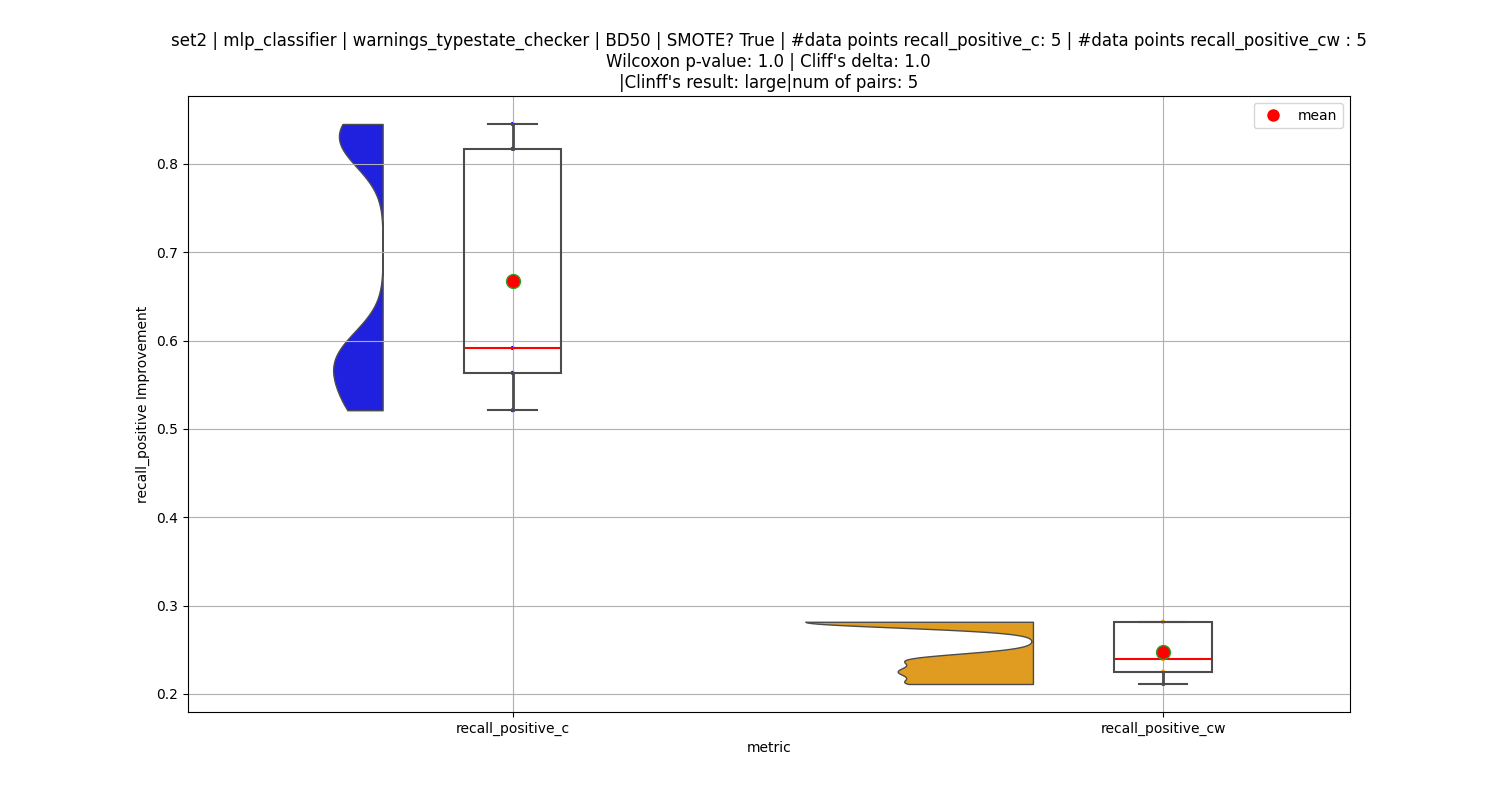 set2 | mlp_classifier | warnings_typestate_checker | BD50 | SMOTE? True | #data points recall_positive_c: 5 | #data points recall_positive_cw : 5
Wilcoxon p-value: 1.0 | Cliff's delta: 1.0
|Clinff's result: large|num of pairs: 5
mean
0.8
0.7
0.6
0.5
0.4
0.3
0.2
recall_positive Improvement
recall_positive_c
recall_positive_cw
metric